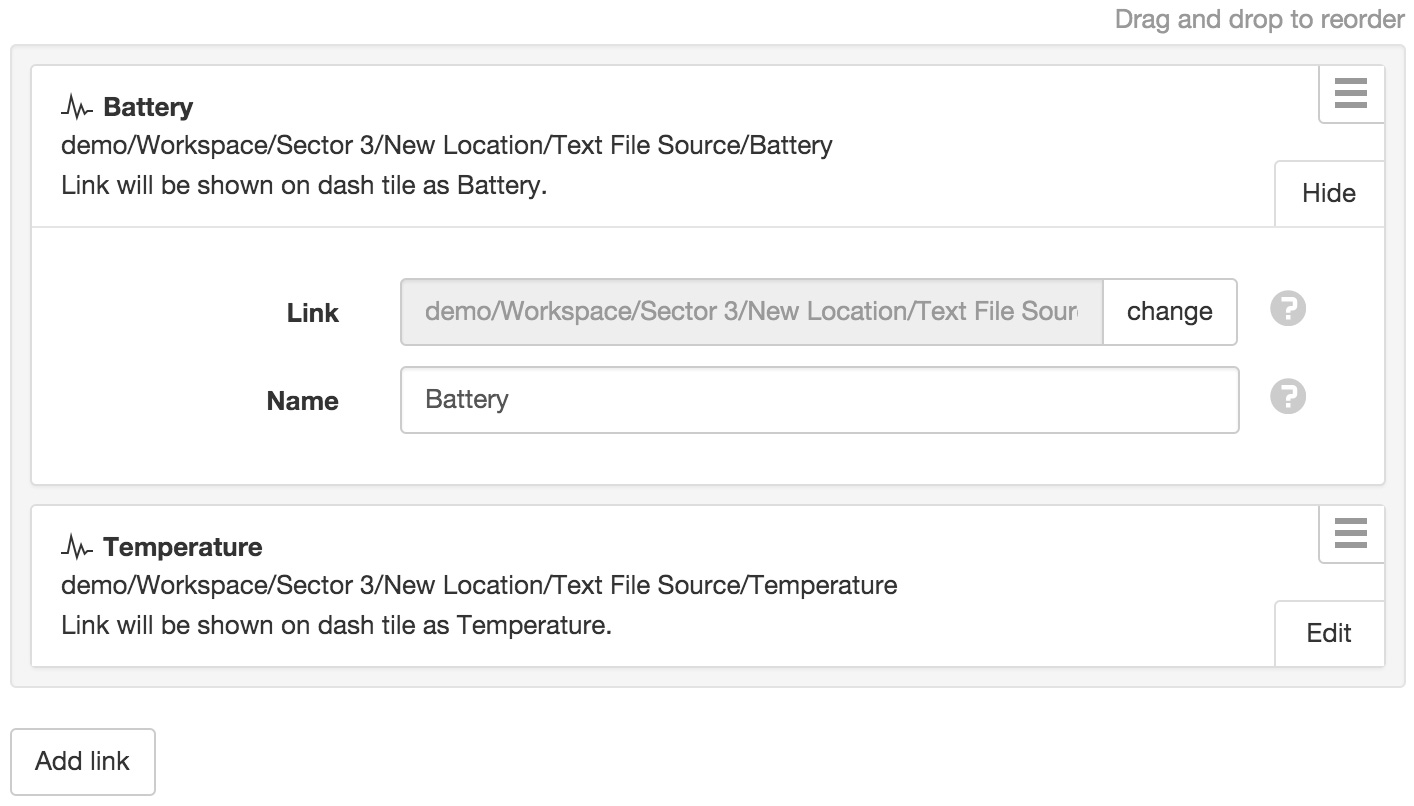 Drag and drop to reorder
Battery
demo/Workspace/Sector 3/New Location/Text File Source/Battery
Link will be shown on dash tile as Battery.
Hide
Link
demo/Workspace/Sector 3/New Location/Text File Sour
change
?
Name
Battery
?
Temperature
demo/Workspace/Sector 3/New Location/Text File Source/Temperature
Link will be shown on dash tile as Temperature.
Edit
Add link